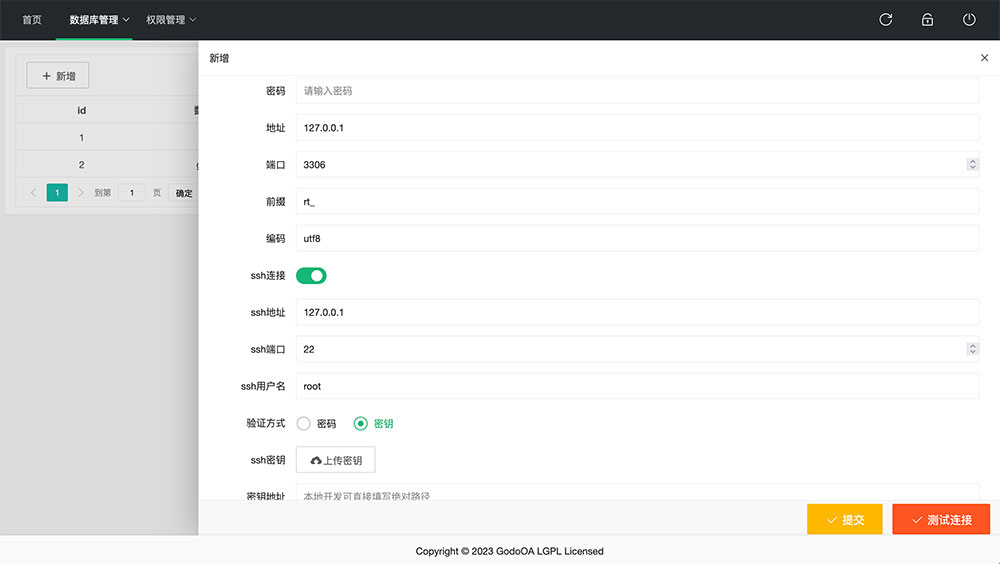 首页 数据库管理 权限管理
新增
新增
id
1
2
1 到第 1 页 确定
密码 请输入密码
地址 127.0.0.1
端口 3306
前缀 rt_
编码 utf8
ssh连接
ssh地址 127.0.0.1
ssh端口 22
ssh用户名 root
验证方式 密码 密钥
ssh密钥 上传密钥
密钥地址 本地开发可直接填写绝对路径
提交 测试连接
Copyright © 2023 GodoOA LGPL Licensed